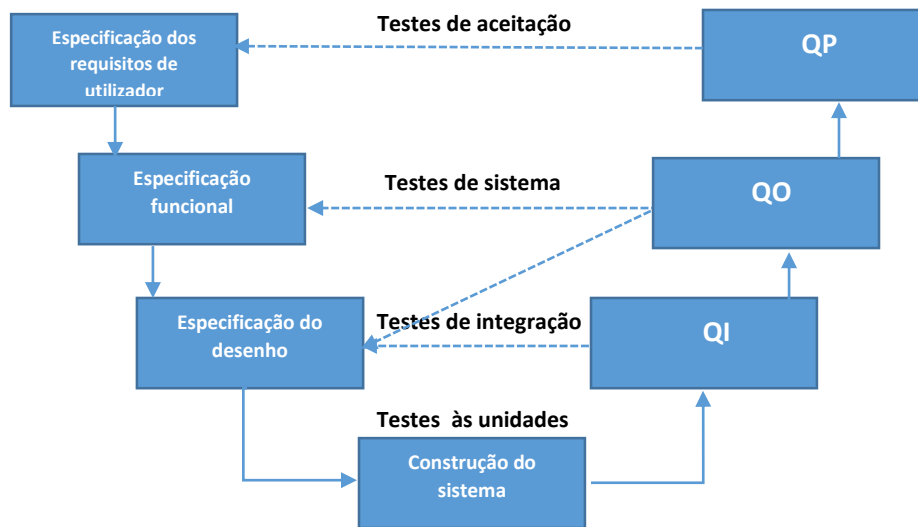 Testes de aceitação
Especificação dos
requisitos de
utilizador
QP
Especificação
funcional
Testes de sistema
QO
Especificação do
desenho
Testes de integração
QI
Testes às unidades
Construção do
sistema